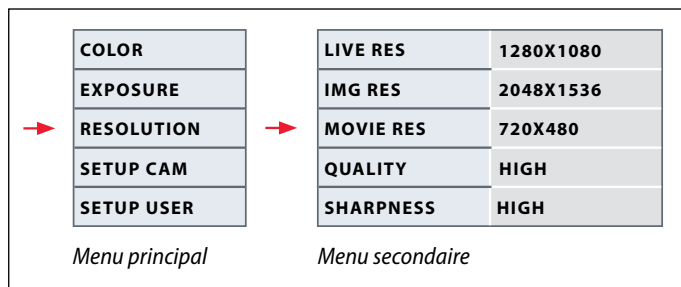 COLOR
EXPOSURE
RESOLUTION
SETUP CAM
SETUP USER
Menu principal
LIVE RES 1280X1080
IMG RES 2048X1536
MOVIE RES 720X480
QUALITY HIGH
SHARPNESS HIGH
Menu secondaire